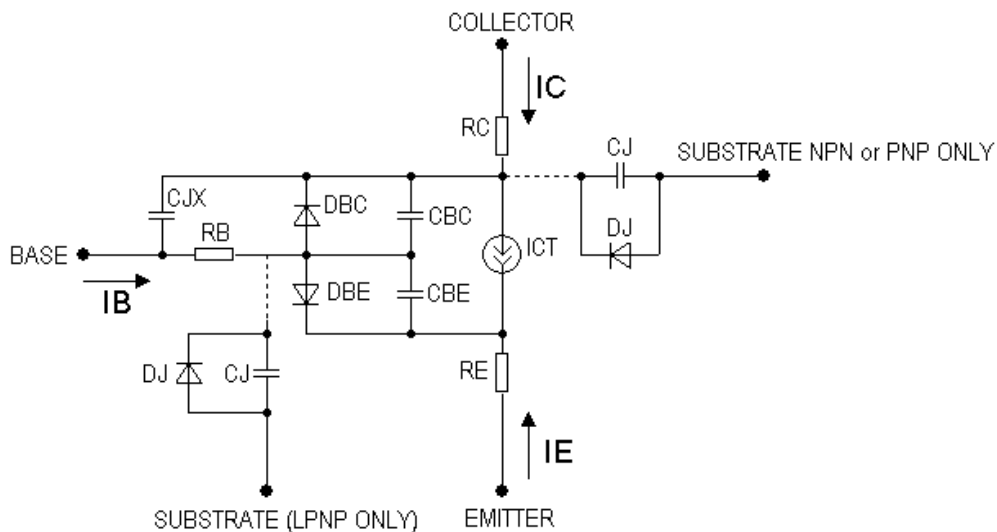 COLLECTOR
IC
RC
CJ
SUBSTRATE NPN or PNP ONLY
CJX
DBC
CBC
DJ
RB
ICT
BASE
IB
DBE
CBE
DJ
CJ
RE
IE
SUBSTRATE (LPNP ONLY)
EMITTER